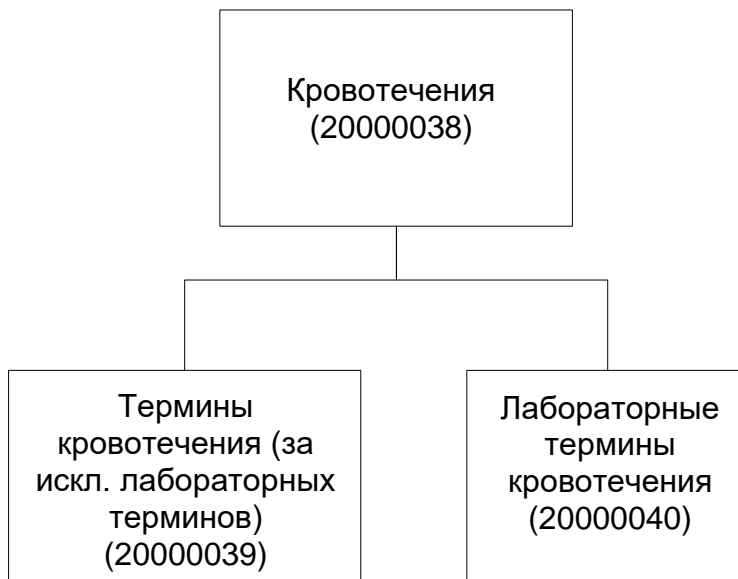 Кровотечения
(20000038)
Термины
кровотечения (за
искл. лабораторных
терминов)
(20000039)
Лабораторные
термины
кровотечения
(20000040)